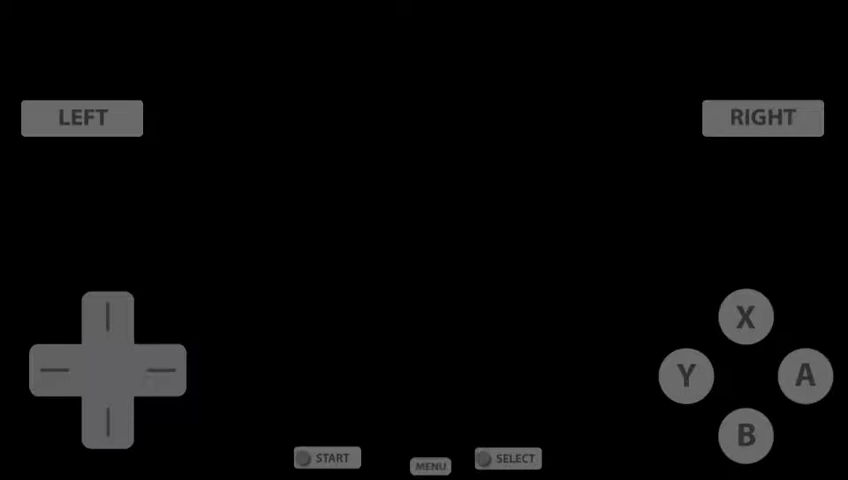 LEFT
RIGHT
X
Y
A
B
START
SELECT
MENU